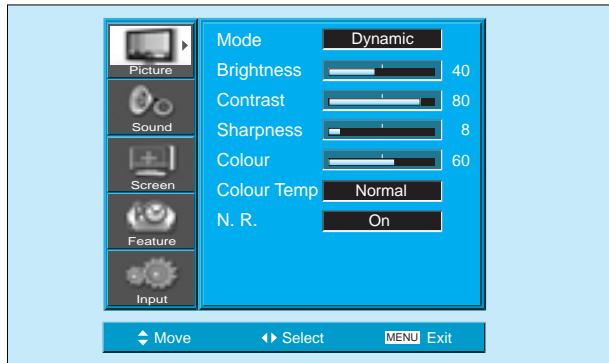 Picture
Sound
Screen
Feature
Input
Mode Dynamic
Brightness 40
Contrast 80
Sharpness 8
Colour 60
Colour Temp Normal
N. R. On
Move Select MENU Exit